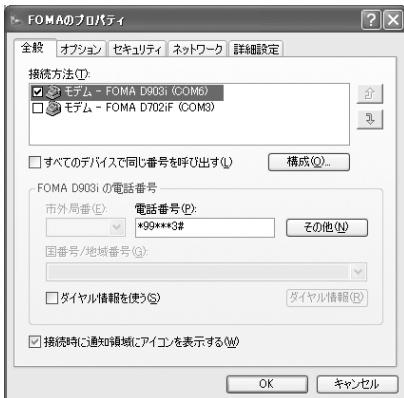 FOMAのプロパティ
全般 オプション セキュリティ ネットワーク 詳細設定
接続方法(T):
モデム - FOMA D903i (COM6)
モデム - FOMA D702iF (COM3)
すべてのデバイスで同じ番号を呼び出す(L) 構成(O)...
FOMA D903i の電話番号
市外局番(E): 電話番号(P):
*99***3# その他(N)
国番号/地域番号(G):
ダイヤル情報を使う(S) ダイヤル情報(R)
接続時に通知領域にアイコンを表示する(W)
OK キャンセル